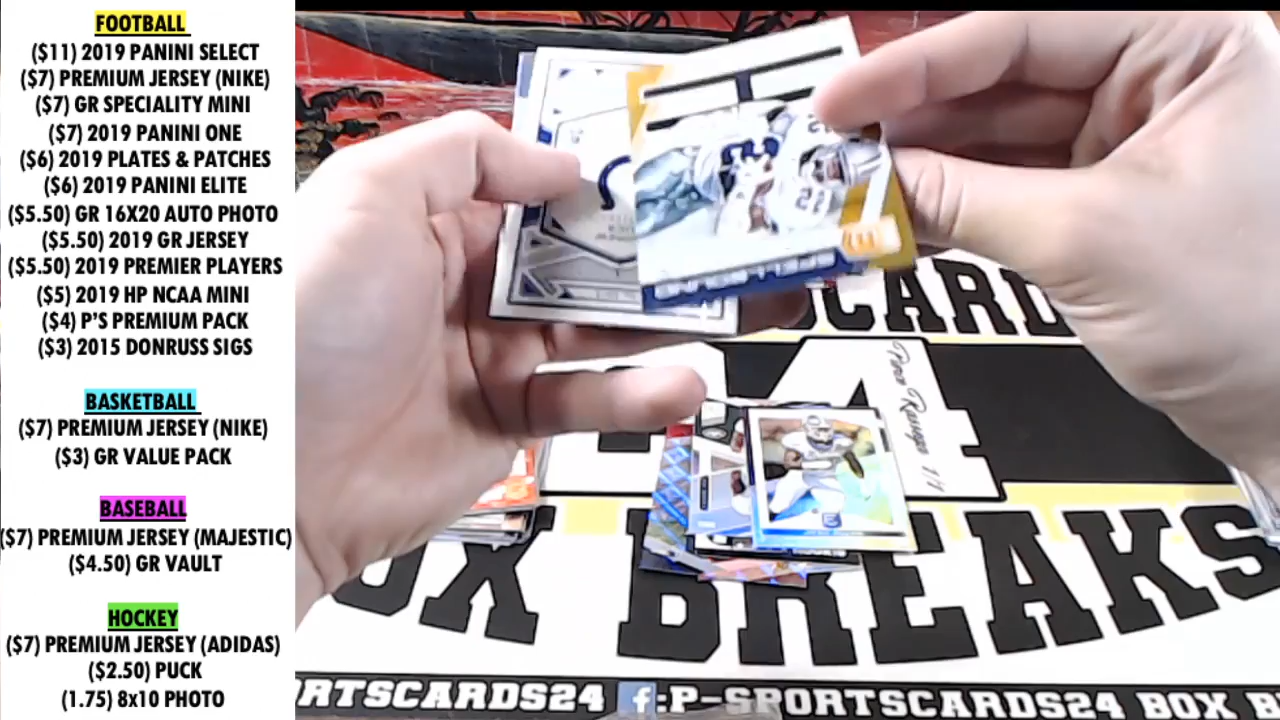 FOOTBALL
($11) 2019 PANINI SELECT
($7) PREMIUM JERSEY (NIKE)
($7) GR SPECIALITY MINI
($7) 2019 PANINI ONE
($6) 2019 PLATES & PATCHES
($6) 2019 PANINI ELITE
($5.50) GR 16X20 AUTO PHOTO
($5.50) 2019 GR JERSEY
($5.50) 2019 PREMIER PLAYERS
($5) 2019 HP NCAA MINI
($4) P'S PREMIUM PACK
($3) 2015 DONRUSS SIGS
BASKETBALL
($7) PREMIUM JERSEY (NIKE)
($3) GR VALUE PACK
BASEBALL
($7) PREMIUM JERSEY (MAJESTIC)
($4.50) GR VAULT
HOCKEY
($7) PREMIUM JERSEY (ADIDAS)
($2.50) PUCK
(1.75) 8x10 PHOTO
CARD
24
BOX BREAKS
RTSCARDS24 f:P-SPORTSCARDS24 BOX B